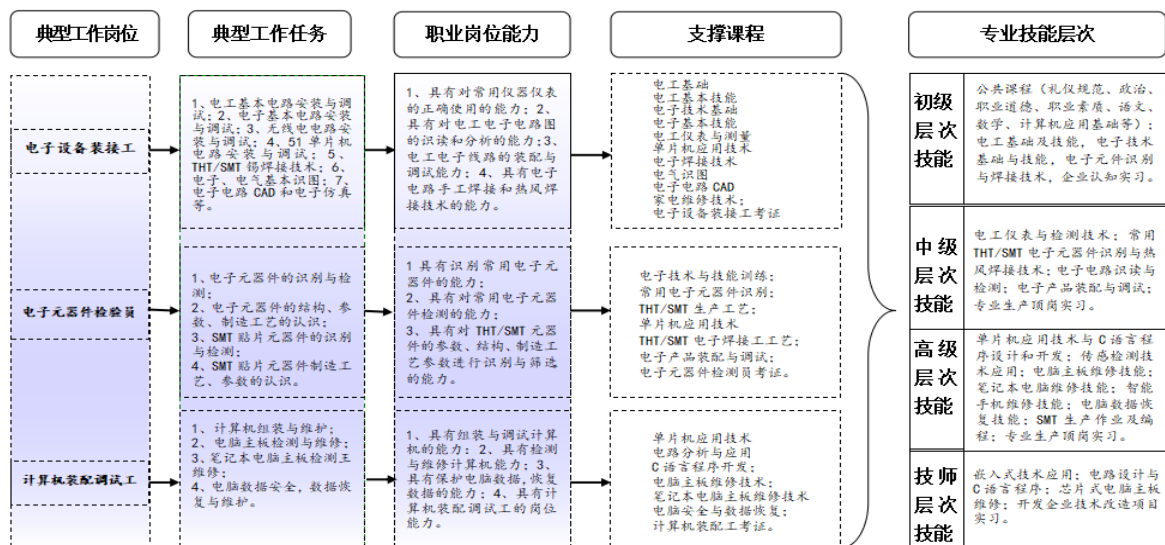 典型工作岗位
典型工作任务
职业岗位能力
支撑课程
专业技能层次
电子设备装接工
1、电工基本电路安装与调
试；2、电子基本电路安装
与调试；3、无线电电路安
装与调试；4、51 单片机
电路安装与调试；5、
THT/SMT 锡焊接技术；6、
电子、电气基本识图；7、
电子电路 CAD 和电子仿真
等。
1、具有对常用仪器仪表
的正确使用的能力；2、
具有对电工电子电路图
的识读和分析的能力；3、
电工电子线路的装配与
调试能力；4、具有电子
电路手工焊接和热风焊
接技术的能力。
电工基础
电工基本技能
电子技术基础
电子基本技能
电工仪表与测量
单片机应用技术
电子焊接技术
电气识图
电子电路 CAD
家电维修技术；
电子设备装接工考证
电子元器件检验员
1、电子元器件的识别与检
测；
2、电子元器件的结构、参
数、制造工艺的认识；
3、SMT 贴片元器件的识别
与检测；
4、SMT 贴片元器件制造工
艺、参数的认识。
1 具有识别常用电子元
器件的能力；
2、具有对常用电子元器
件检测的能力；
3、具有对 THT/SMT 元器
件的参数、结构、制造工
艺参数进行识别与筛选
的能力。
电子技术与技能训练；
常用电子元器件识别；
THT/SMT 生产工艺；
单片机应用技术
THT/SMT 电子焊接工工艺；
电子产品装配与调试；
电子元器件检测员考证。
计算机装配调试工
1、计算机组装与维护；
2、电脑主板检测与维修；
3、笔记本电脑主板检测王
维修；
4、电脑数据安全，数据恢
复与维护。
1、具有组装与调试计算
机的能力；2、具有检测
与维修计算机能力；3、
具有保护电脑数据，恢复
数据的能力；4、具有计
算机装配调试工的岗位
能力。
单片机应用技术
电路分析与应用
C 语言程序开发；
电脑主板维修技术；
笔记本电脑主板维修技术
电脑安全与数据恢复；
计算机装配工考证。
初级
层次
技能
公共课程（礼仪规范、政治、
职业道德、职业素质、语文、
数学、计算机应用基础等）；
电工基础及技能，电子技术
基础与技能，电子元件识别
与焊接技术，企业认知实习。
中级
层次
技能
电工仪表与检测技术；常用
THT/SMT 电子元器件识别与热
风焊接技术；电子电路识读与
检测；电子产品装配与调试；
专业生产顶岗实习。
高级
层次
技能
单片机应用技术与 C 语言程
序设计和开发；传感检测技
术应用；电脑主板维修技能；
笔记本电脑维修技能；智能
手机维修技能；电脑数据恢
复技能；SMT 生产作业及编
程；专业生产顶岗实习。
技师
层次
技能
嵌入式技术应用；电路设计与
C 语言程序；芯片式电脑主板
维修；开发企业技术改造项目
实习。